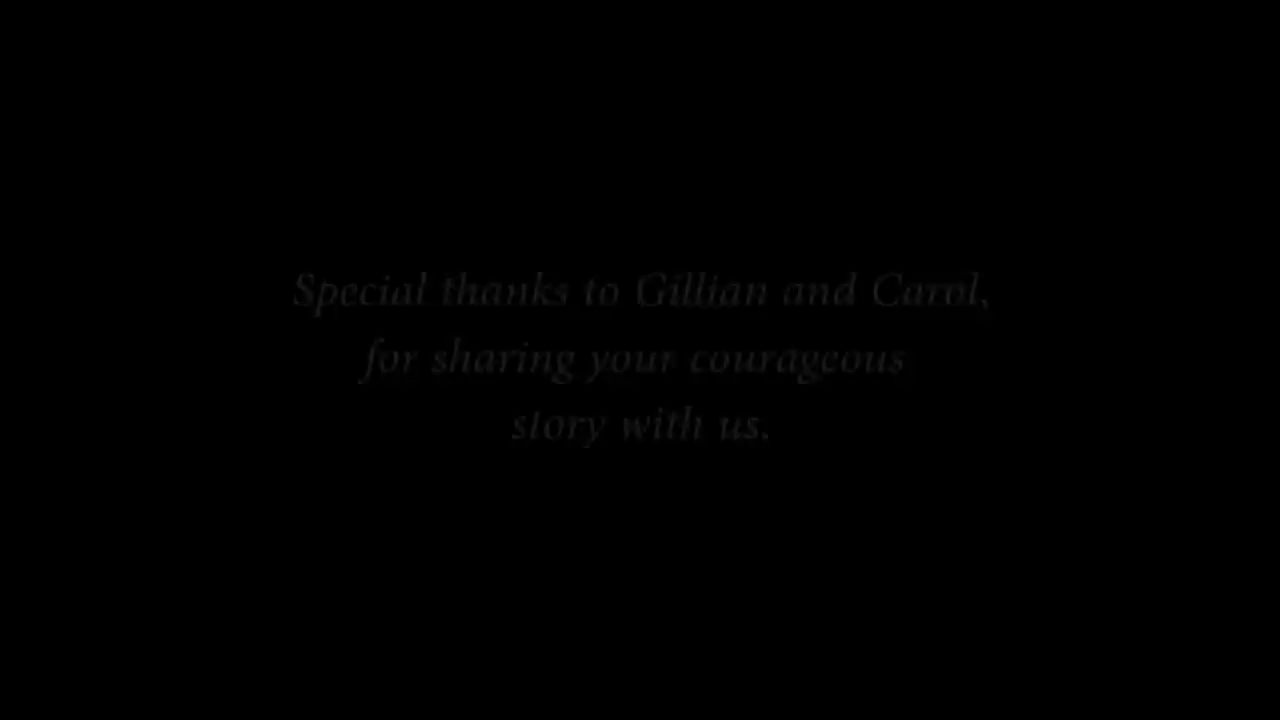 Special thanks to Gillian and Carol,
for sharing your courageous
story with us.